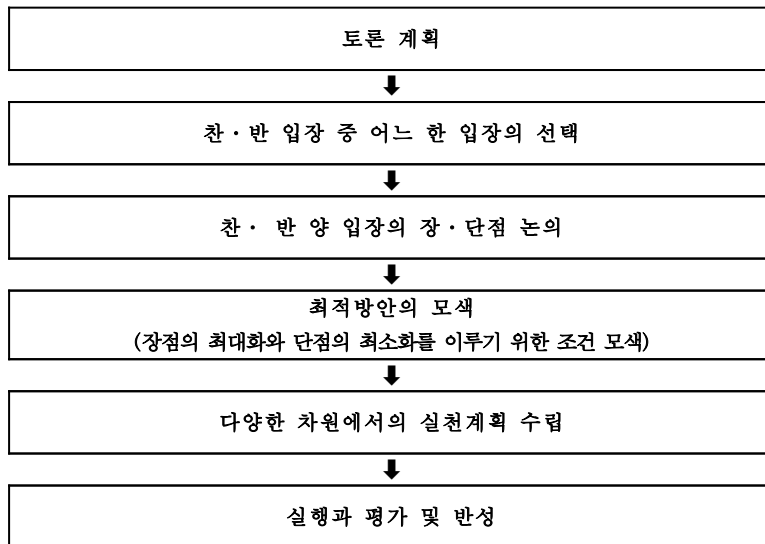 토론 계획
찬·반 입장 중 어느 한 입장의 선택
찬· 반 양 입장의 장·단점 논의
최적방안의 모색
(장점의 최대화와 단점의 최소화를 이루기 위한 조건 모색)
다양한 차원에서의 실천계획 수립
실행과 평가 및 반성